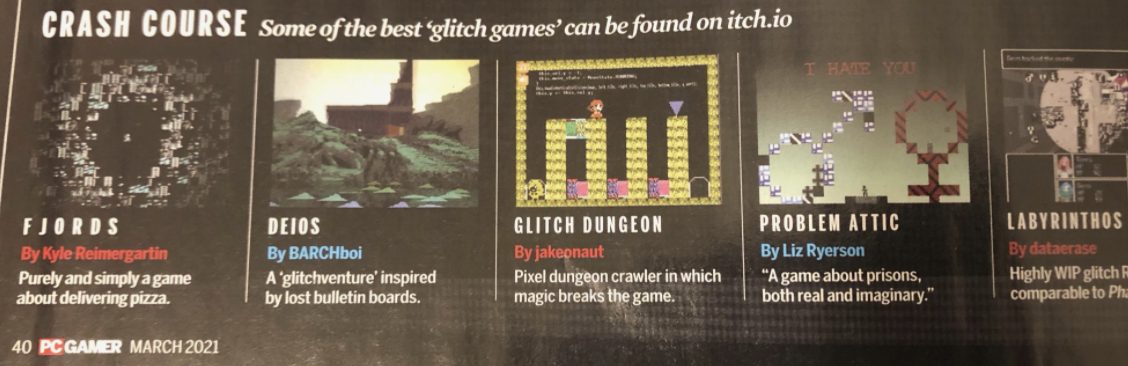 CRASH COURSE Some of the best 'glitch games' can be found on itch.io
I HATE YOU
FJORDS
By Kyle Reimergartin
Purely and simply a game
about delivering pizza.
DEIOS
By BARCHboi
A 'glitchventure' inspired
by lost bulletin boards.
GLITCH DUNGEON
By jakeonaut
Pixel dungeon crawler in which
magic breaks the game.
PROBLEM ATTIC
By Liz Ryerson
"A game about prisons,
both real and imaginary."
LABYRINTHOS
By dataerase
Highly WIP glitch R
comparable to Pha
40 PC GAMER MARCH 2021